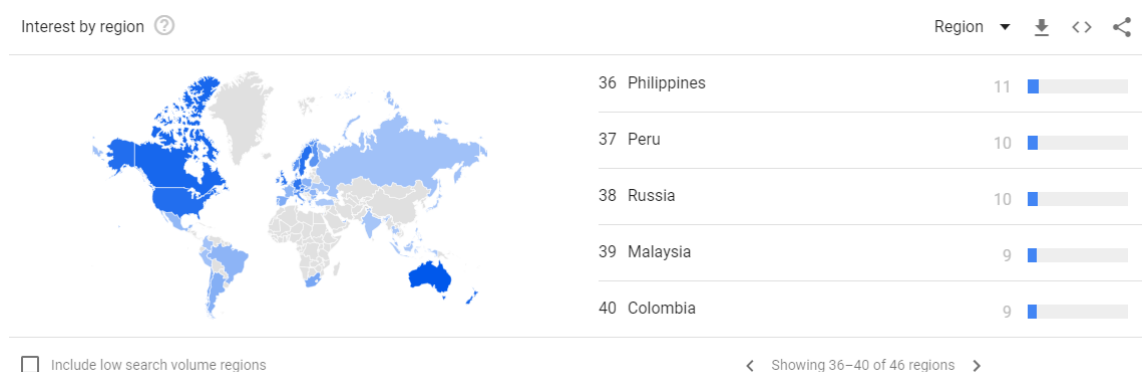 Interest by region
Region
36 Philippines 11
37 Peru 10
38 Russia 10
39 Malaysia 9
40 Colombia 9
Include low search volume regions
Showing 36–40 of 46 regions